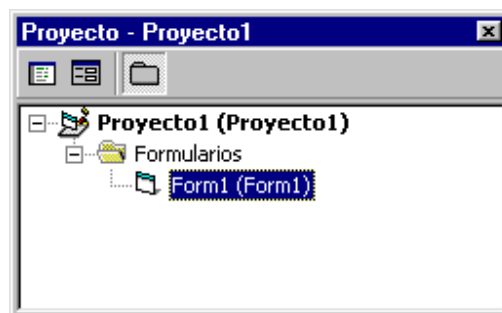 Proyecto - Proyecto1
Proyecto1 (Proyecto1)
Formularios
Form1 (Form1)